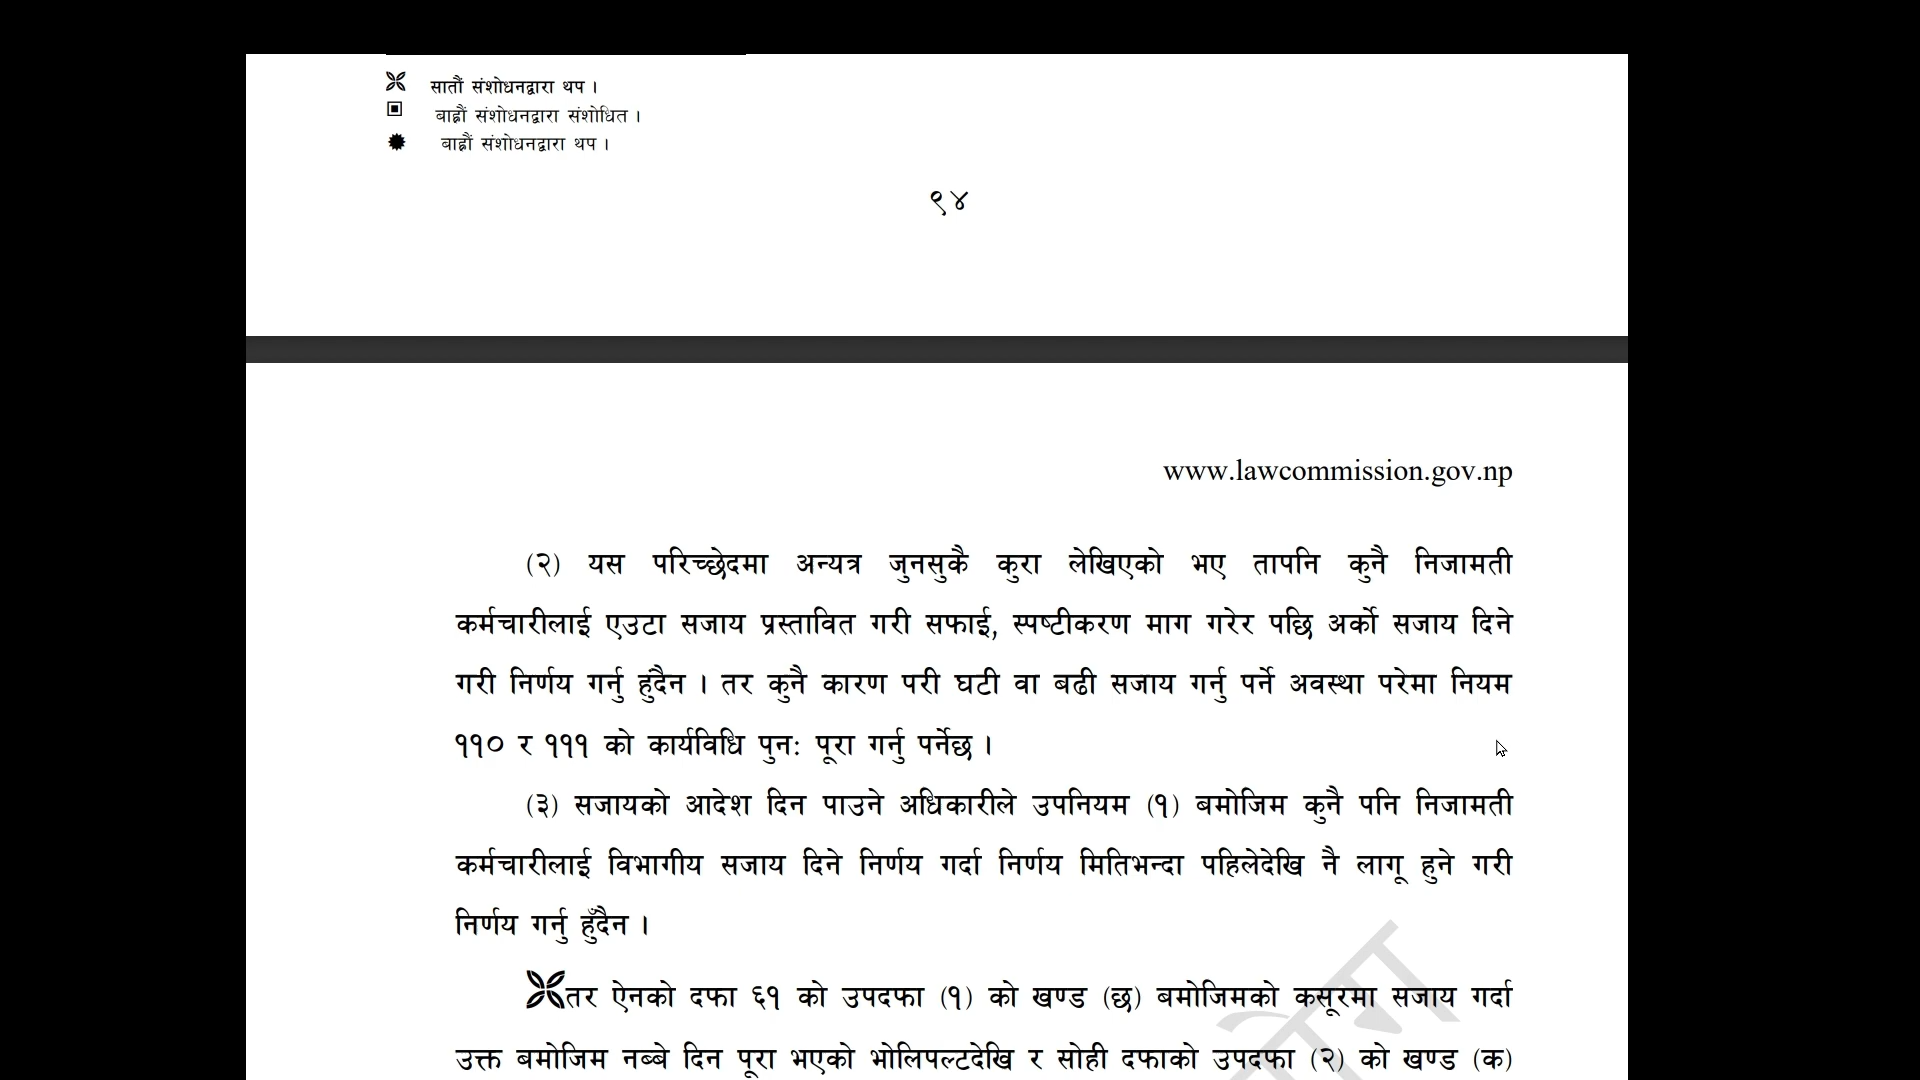 सातौं संशोधनद्वारा थप ।
बाह्रौं संशोधनद्वारा संशोधित ।
बाह्रौं संशोधनद्वारा थप ।
९४
www.lawcommission.gov.np
(२) यस परिच्छेदमा अन्यत्र जुनसुकै कुरा लेखिएको भए तापनि कुनै निजामती
कर्मचारीलाई एउटा सजाय प्रस्तावित गरी सफाई, स्पष्टीकरण माग गरेर पछि अर्को सजाय दिने
गरी निर्णय गर्नु हुंदैन । तर कुनै कारण परी घटी वा बढी सजाय गर्नु पर्ने अवस्था परेमा नियम
११० र १११ को कार्यविधि पुनः पूरा गर्नु पर्नेछ ।
(३) सजायको आदेश दिन पाउने अधिकारीले उपनियम (१) बमोजिम कुनै पनि निजामती
कर्मचारीलाई विभागीय सजाय दिने निर्णय गर्दा निर्णय मितिभन्दा पहिलेदेखि नै लागू हुने गरी
निर्णय गर्नु हुँदैन ।
तर ऐनको दफा ६१ को उपदफा (१) को खण्ड (छ) बमोजिमको कसूरमा सजाय गर्दा
उक्त बमोजिम नब्बे दिन पूरा भएको भोलिपल्टदेखि र सोही दफाको उपदफा (२) को खण्ड (क)